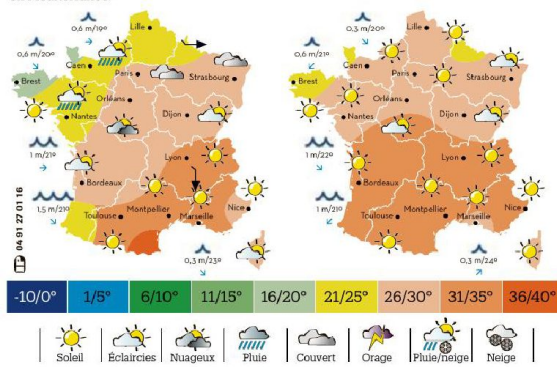 0,6 m/19°
Lille
0,6 m/20°
Caen
Paris
Strasbourg
Brest
Orléans
Nantes
Dijon
1 m/21°
Lyon
Bordeaux
1,5 m/21°
Toulouse
Montpellier
Marseille
Nice
0,3 m/23°
04 91 27 01 16
0,3 m/20°
Lille
0,6 m/21°
Caen
Paris
Strasbourg
Brest
Orléans
Nantes
Dijon
1 m/22°
Lyon
Bordeaux
1 m/21°
Toulouse
Montpellier
Marseille
Nice
0,3 m/24°
-10/0° 1/5° 6/10° 11/15° 16/20° 21/25° 26/30° 31/35° 36/40°
Soleil Éclaircies Nuageux Pluie Couvert Orage Pluie/neige Neige